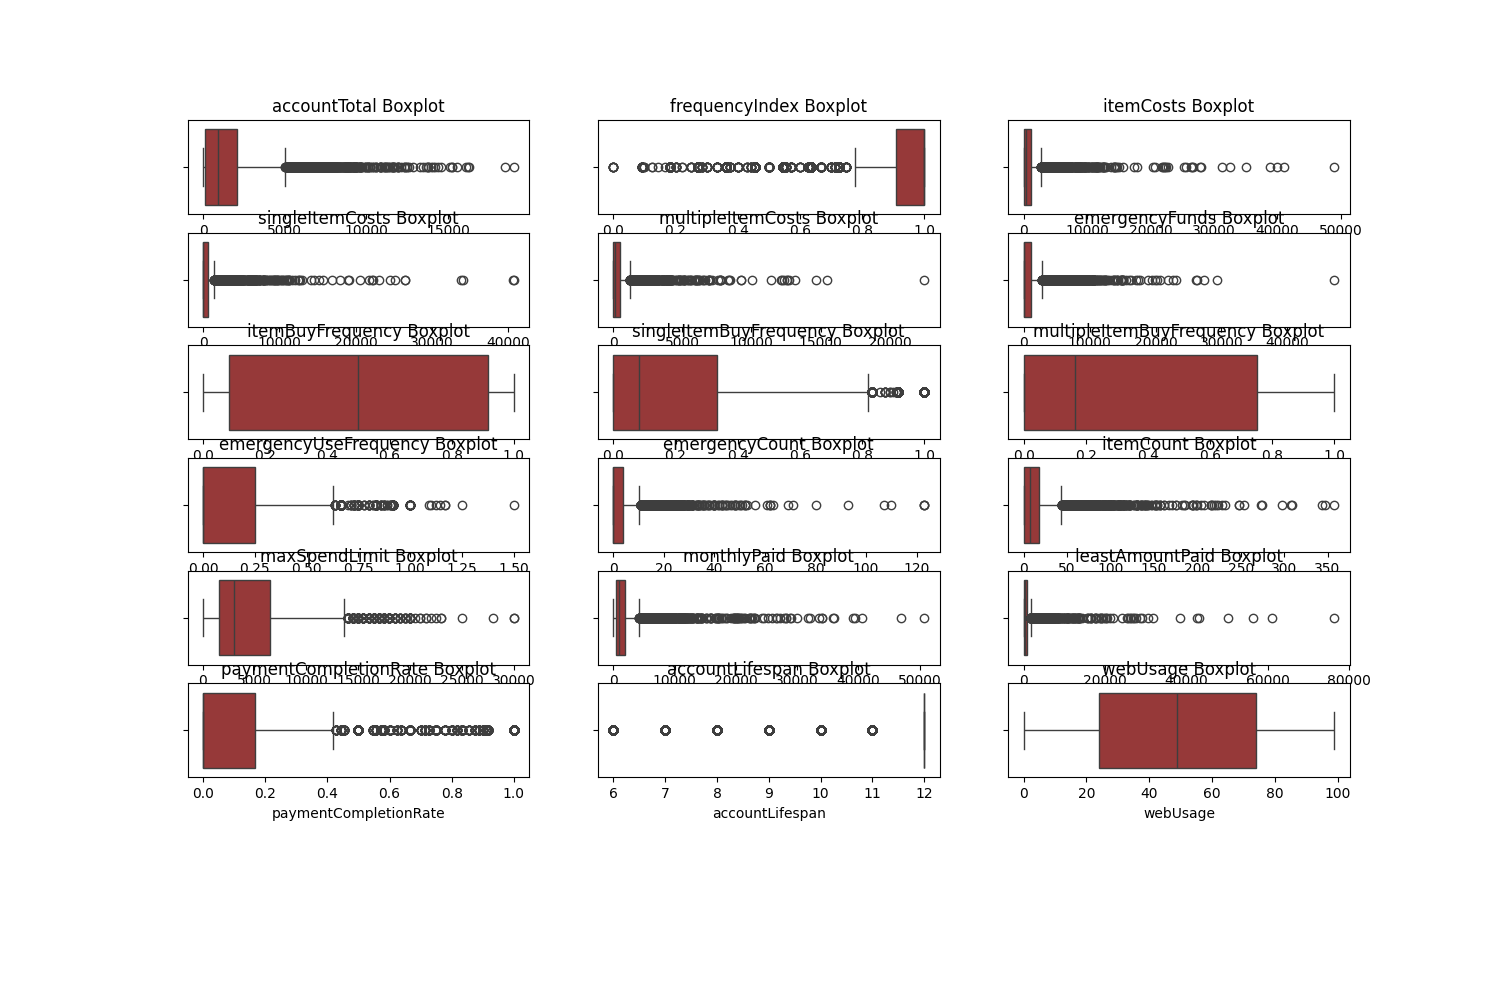 accountTotal Boxplot
frequencyIndex Boxplot
itemCosts Boxplot
0 5000 10000 15000
0.0 0.2 0.4 0.6 0.8 1.0
0 10000 20000 30000 40000 50000
singleItemCosts Boxplot
multipleItemCosts Boxplot
emergencyFunds Boxplot
0 10000 20000 30000 40000
0 5000 10000 15000 20000
0 10000 20000 30000 40000
itemBuyFrequency Boxplot
singleItemBuyFrequency Boxplot
multipleItemBuyFrequency Boxplot
0.0 0.2 0.4 0.6 0.8 1.0
0.0 0.2 0.4 0.6 0.8 1.0
0.0 0.2 0.4 0.6 0.8 1.0
emergencyUseFrequency Boxplot
emergencyCount Boxplot
itemCount Boxplot
0.00 0.25 0.50 0.75 1.00 1.25 1.50
0 20 40 60 80 100 120
0 50 100 150 200 250 300 350
maxSpendLimit Boxplot
monthlyPaid Boxplot
leastAmountPaid Boxplot
0 5000 10000 15000 20000 25000 30000
0 10000 20000 30000 40000 50000
0 20000 40000 60000 80000
paymentCompletionRate Boxplot
accountLifespan Boxplot
webUsage Boxplot
0.0 0.2 0.4 0.6 0.8 1.0
6 7 8 9 10 11 12
0 20 40 60 80 100
paymentCompletionRate
accountLifespan
webUsage